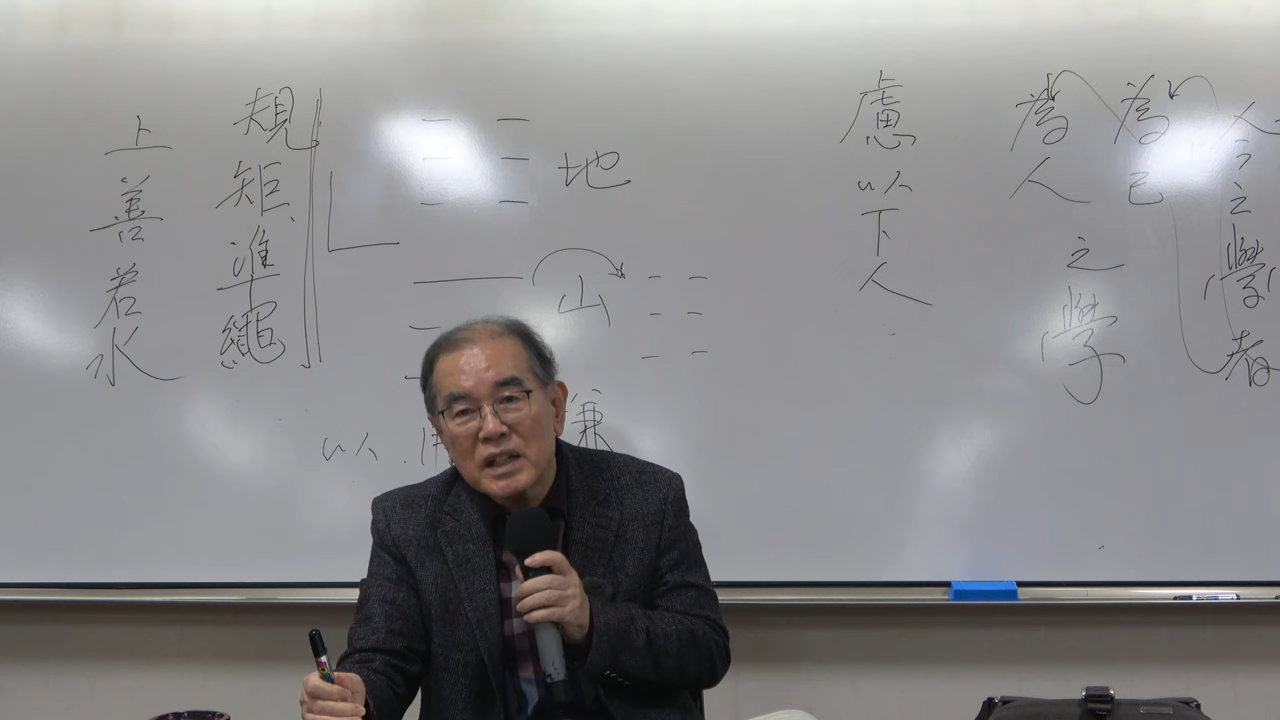 今之學者
為己
為人之學
慮以下人
地
山
以
規矩準繩
上善若水